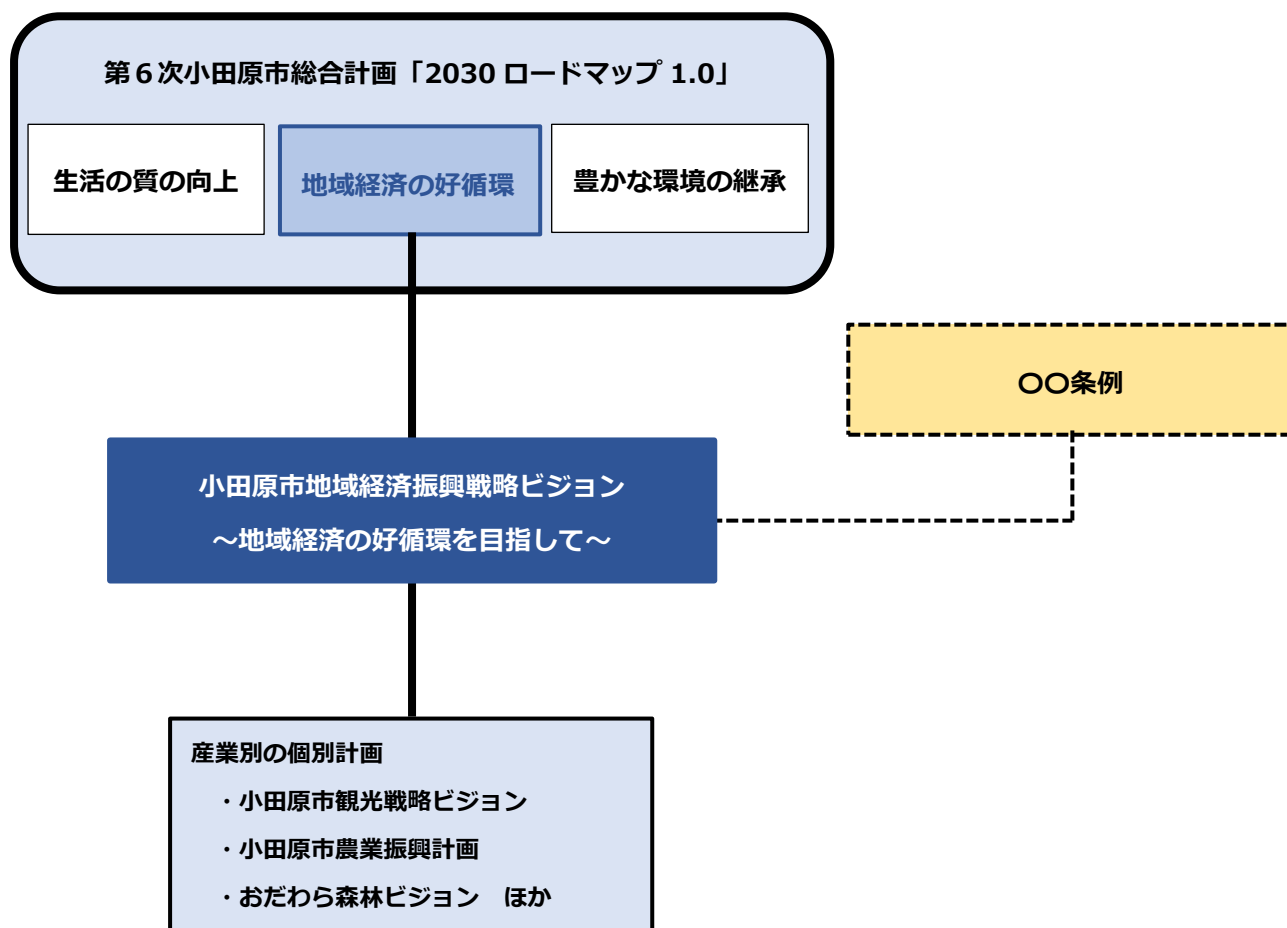 第６次小田原市総合計画「2030 ロードマップ 1.0」
生活の質の向上
地域経済の好循環
豊かな環境の継承
〇〇条例
小田原市地域経済振興戦略ビジョン
～地域経済の好循環を目指して～
産業別の個別計画
・小田原市観光戦略ビジョン
・小田原市農業振興計画
・おだわら森林ビジョン　ほか